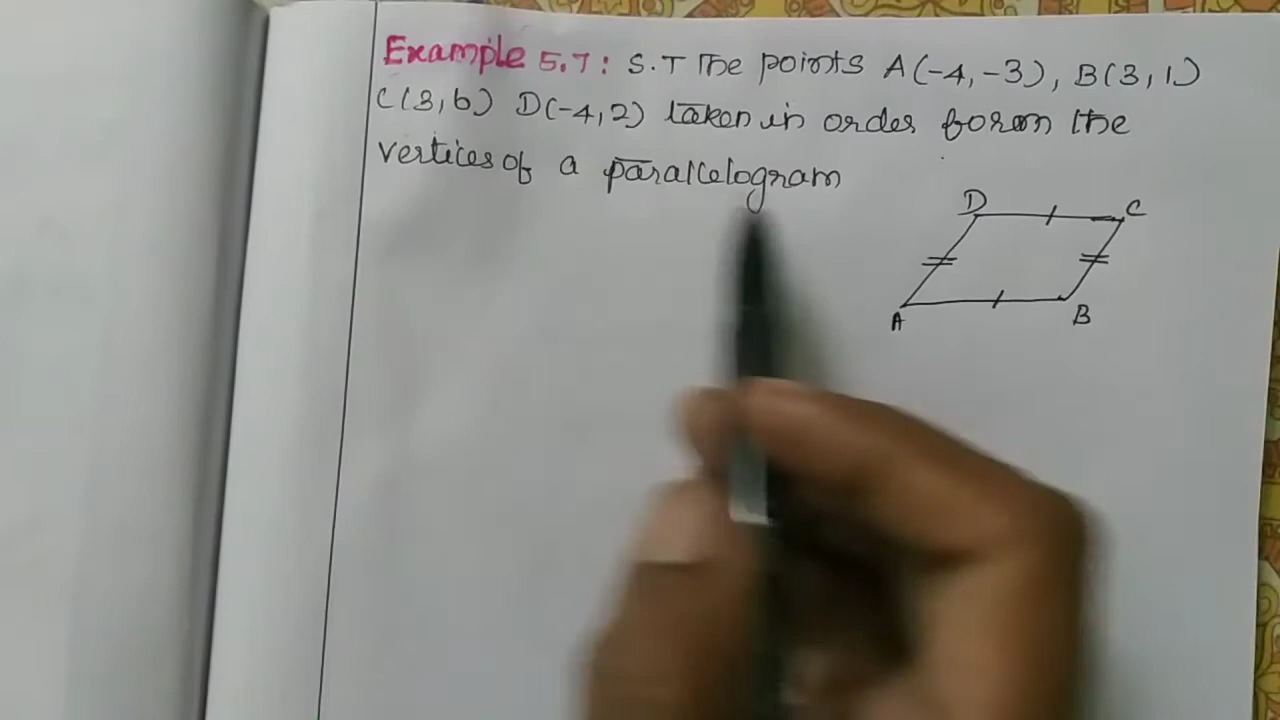 Example 5.7: S.T The points A(-4,-3), B(3,1)
C(3,6) D(-4,2) taken in order form the
vertices of a parallelogram
D C
A B